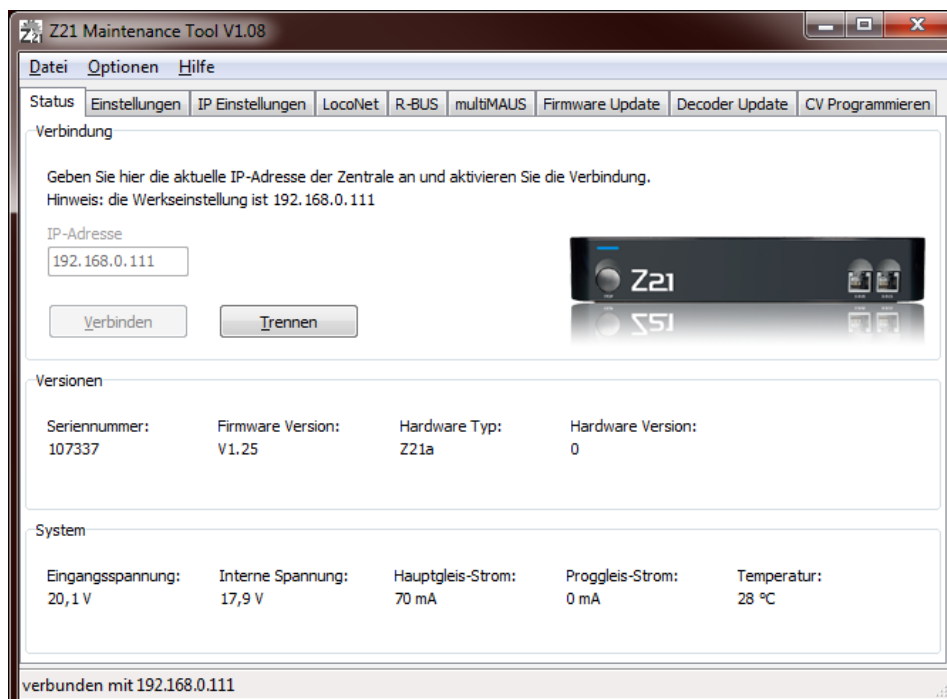 Z21 Maintenance Tool V1.08
Datei Optionen Hilfe
Status Einstellungen IP Einstellungen LocoNet R-BUS multiMAUS Firmware Update Decoder Update CV Programmieren
Verbindung
Geben Sie hier die aktuelle IP-Adresse der Zentrale an und aktivieren Sie die Verbindung.
Hinweis: die Werkseinstellung ist 192.168.0.111
IP-Adresse
192.168.0.111
Z21
Verbinden Trennen
Versionen
Seriennummer: Firmware Version: Hardware Typ: Hardware Version:
107337 V1.25 Z21a 0
System
Eingangsspannung: Interne Spannung: Hauptgleis-Strom: Proggleis-Strom: Temperatur:
20,1 V 17,9 V 70 mA 0 mA 28 °C
verbunden mit 192.168.0.111